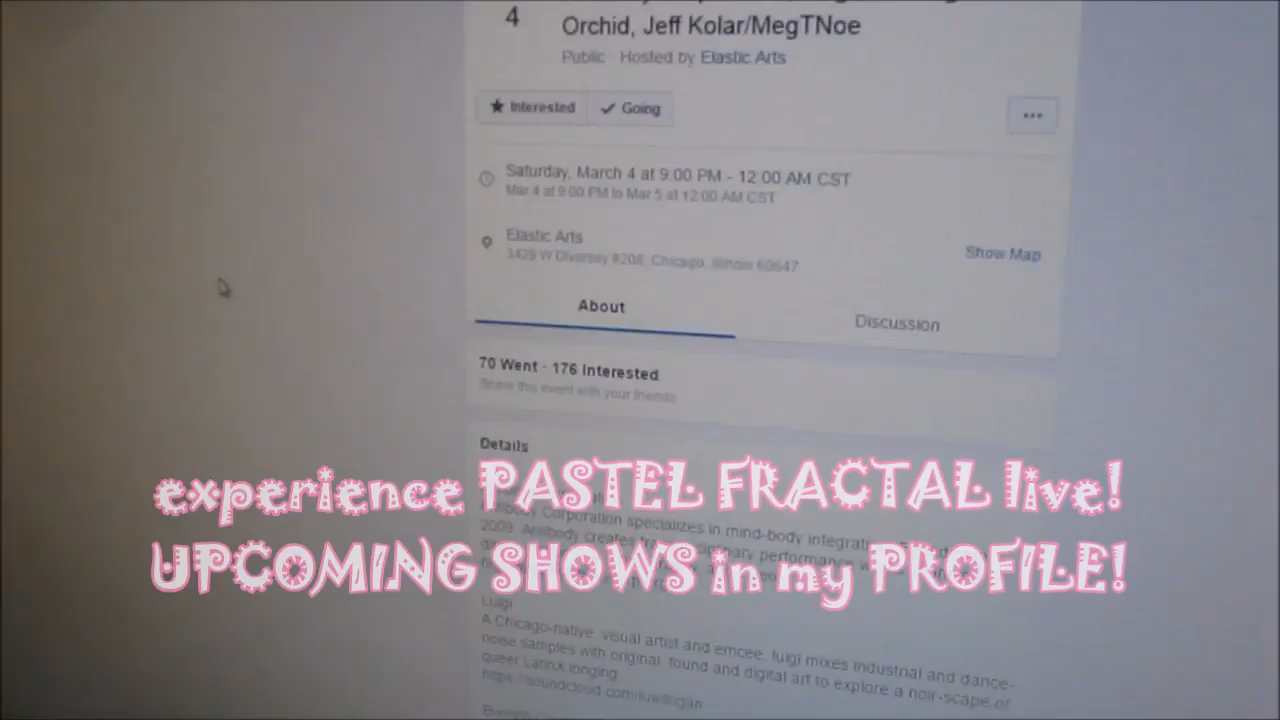 4
Orchid, Jeff Kolar/MegTNoe
Public · Hosted by Elastic Arts
★ Interested
✓ Going
...
Saturday, March 4 at 9:00 PM - 12:00 AM CST
Mar 4 at 9:00 PM to Mar 5 at 12:00 AM CST
Elastic Arts
3429 W Diversey #208, Chicago, Illinois 60647
Show Map
About
Discussion
70 Went · 176 Interested
Share this event with your friends
Details
experience PASTEL FRACTAL live!
Antibody Corporation specializes in mind-body
2009. Antibody creates performance
UPCOMING SHOWS in my PROFILE!
Luigi
A Chicago-native visual artist and emcee, luigi mixes industrial and dance-
noise samples with original, found and digital art to explore a noir-scape of
queer LatinX longing.